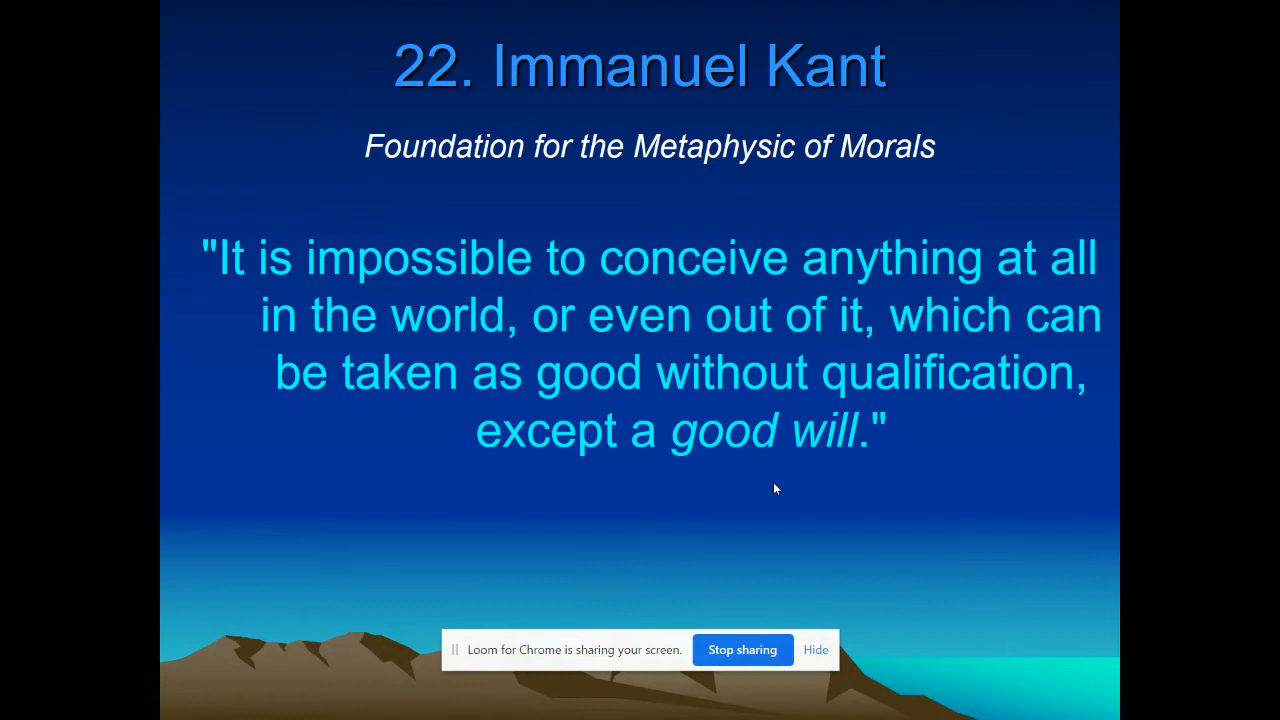 22. Immanuel Kant
Foundation for the Metaphysic of Morals
"It is impossible to conceive anything at all
in the world, or even out of it, which can
be taken as good without qualification,
except a good will."
Loom for Chrome is sharing your screen. Stop sharing Hide